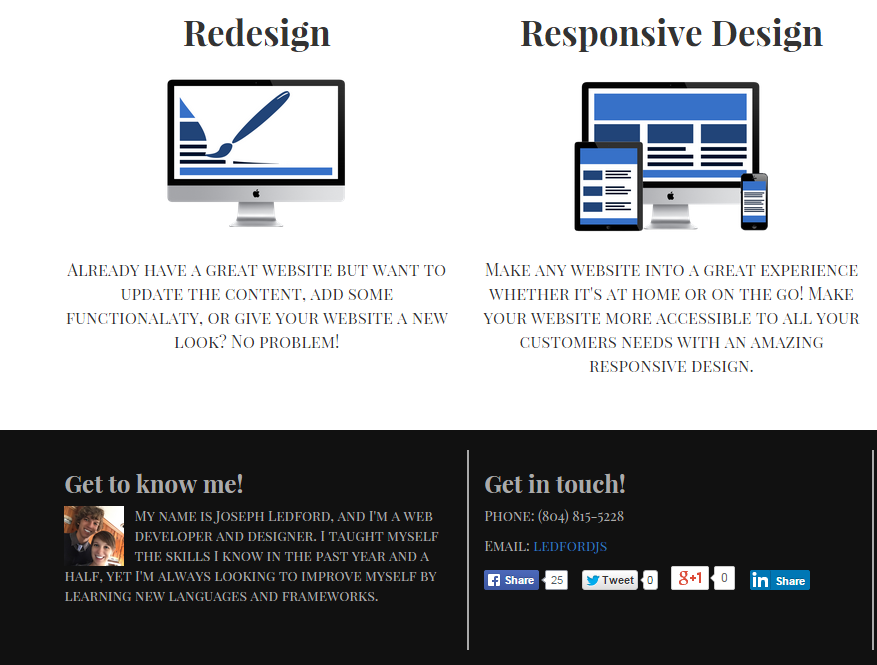 Redesign
Responsive Design
Already have a great website but want to
update the content, add some
functionalaty, or give your website a new
look? No problem!
Make any website into a great experience
whether it's at home or on the go! Make
your website more accessible to all your
customers needs with an amazing
responsive design.
Get to know me!
My name is Joseph Ledford, and I'm a web
developer and designer. I taught myself
the skills I know in the past year and a
half, yet I'm always looking to improve myself by
learning new languages and frameworks.
Get in touch!
Phone: (804) 815-5228
Email: ledfordjs
f Share 25 Tweet 0 g+1 0 in Share